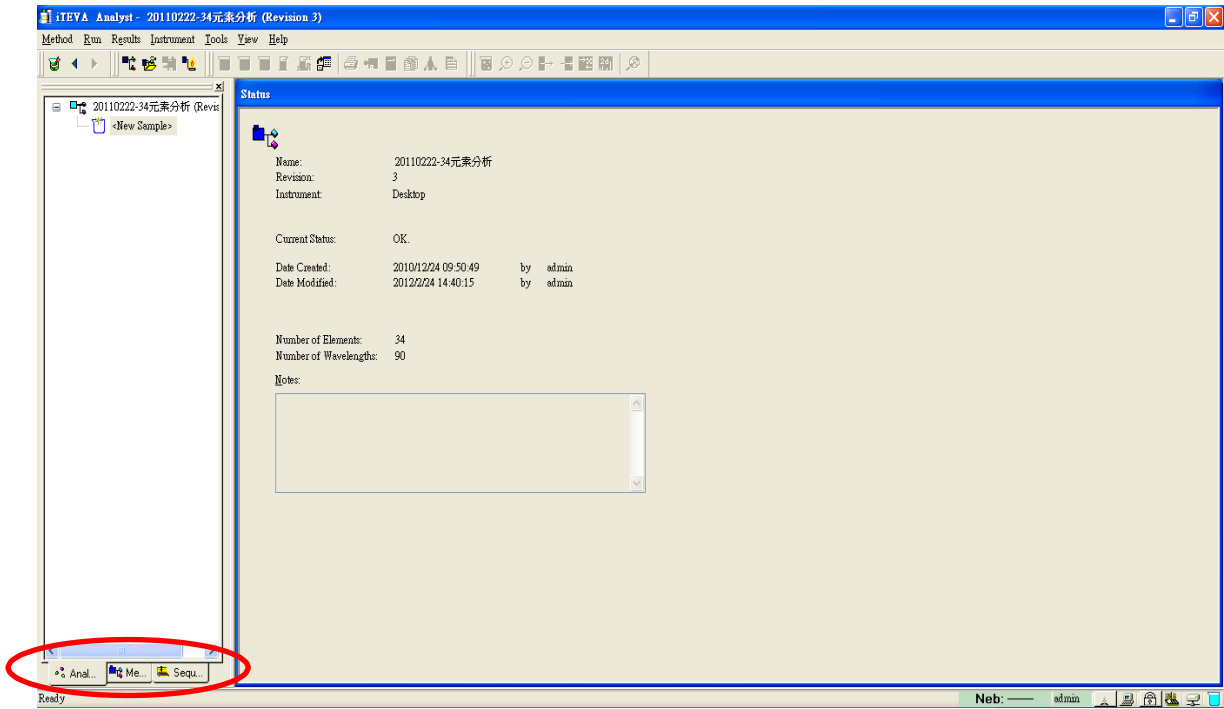 iTEVA Analyst - 20110222-34元素分析 (Revision 3)
Method Run Results Instrument Tools View Help
20110222-34元素分析 (Revis
<New Sample>
Status
Name: 20110222-34元素分析
Revision: 3
Instrument: Desktop
Current Status: OK.
Date Created: 2010/12/24 09:50:49 by admin
Date Modified: 2012/2/24 14:40:15 by admin
Number of Elements: 34
Number of Wavelengths: 90
Notes:
Anal... Me... Sequ...
Ready Neb: —— admin